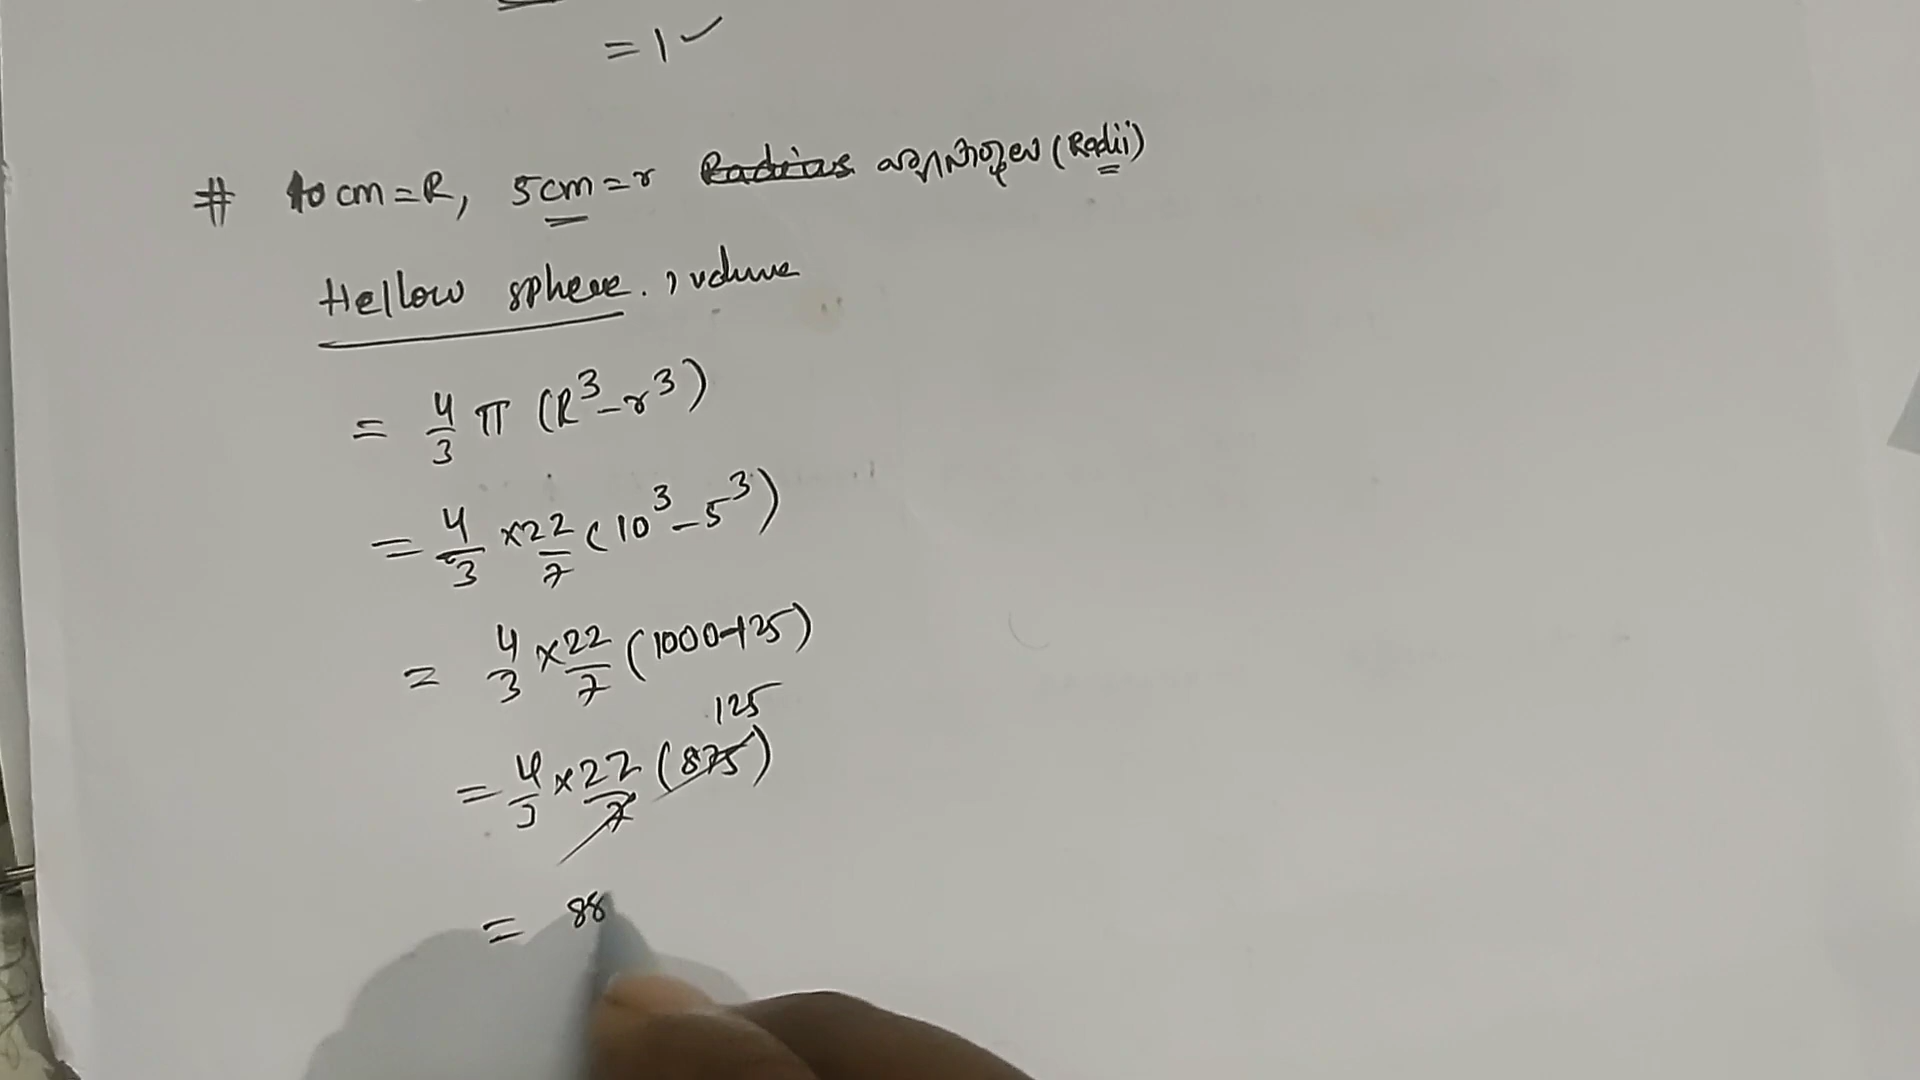 = 1 ✓
# 10 cm = R, 5 cm = r Radius (Radii)
Hellow sphere. , volume
= 4/3 π (R³ - r³)
= 4/3 × 22/7 (10³ - 5³)
= 4/3 × 22/7 (1000-125)
125
= 4/3 × 22/7 (875)
= 88